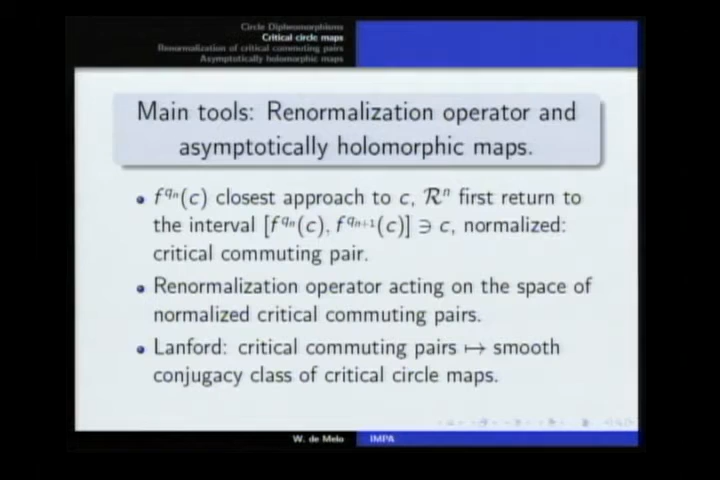 Circle Diffeomorphisms
Critical circle maps
Renormalization of critical commuting pairs
Asymptotically holomorphic maps
Main tools: Renormalization operator and
asymptotically holomorphic maps.
f^{q_n}(c) closest approach to c, ℛ^n first return to
the interval [f^{q_n}(c), f^{q_{n+1}}(c)] ∋ c, normalized:
critical commuting pair.
Renormalization operator acting on the space of
normalized critical commuting pairs.
Lanford: critical commuting pairs ↦ smooth
conjugacy class of critical circle maps.
W. de Melo IMPA